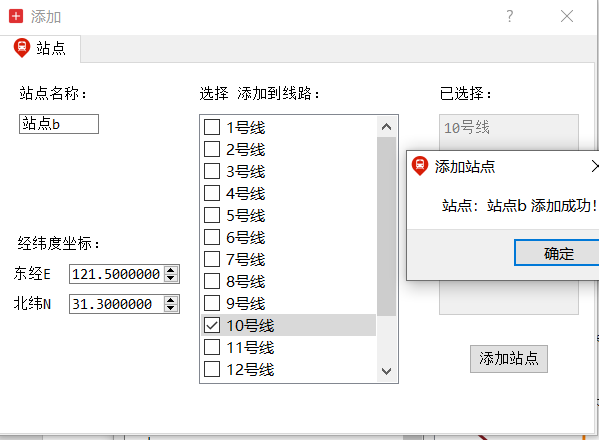 添加
站点
站点名称：
选择 添加到线路：
已选择：
站点b
1号线
2号线
3号线
4号线
5号线
6号线
7号线
8号线
9号线
10号线
11号线
12号线
10号线
添加站点
站点：站点b 添加成功！
确定
经纬度坐标：
东经E
121.5000000
北纬N
31.3000000
添加站点